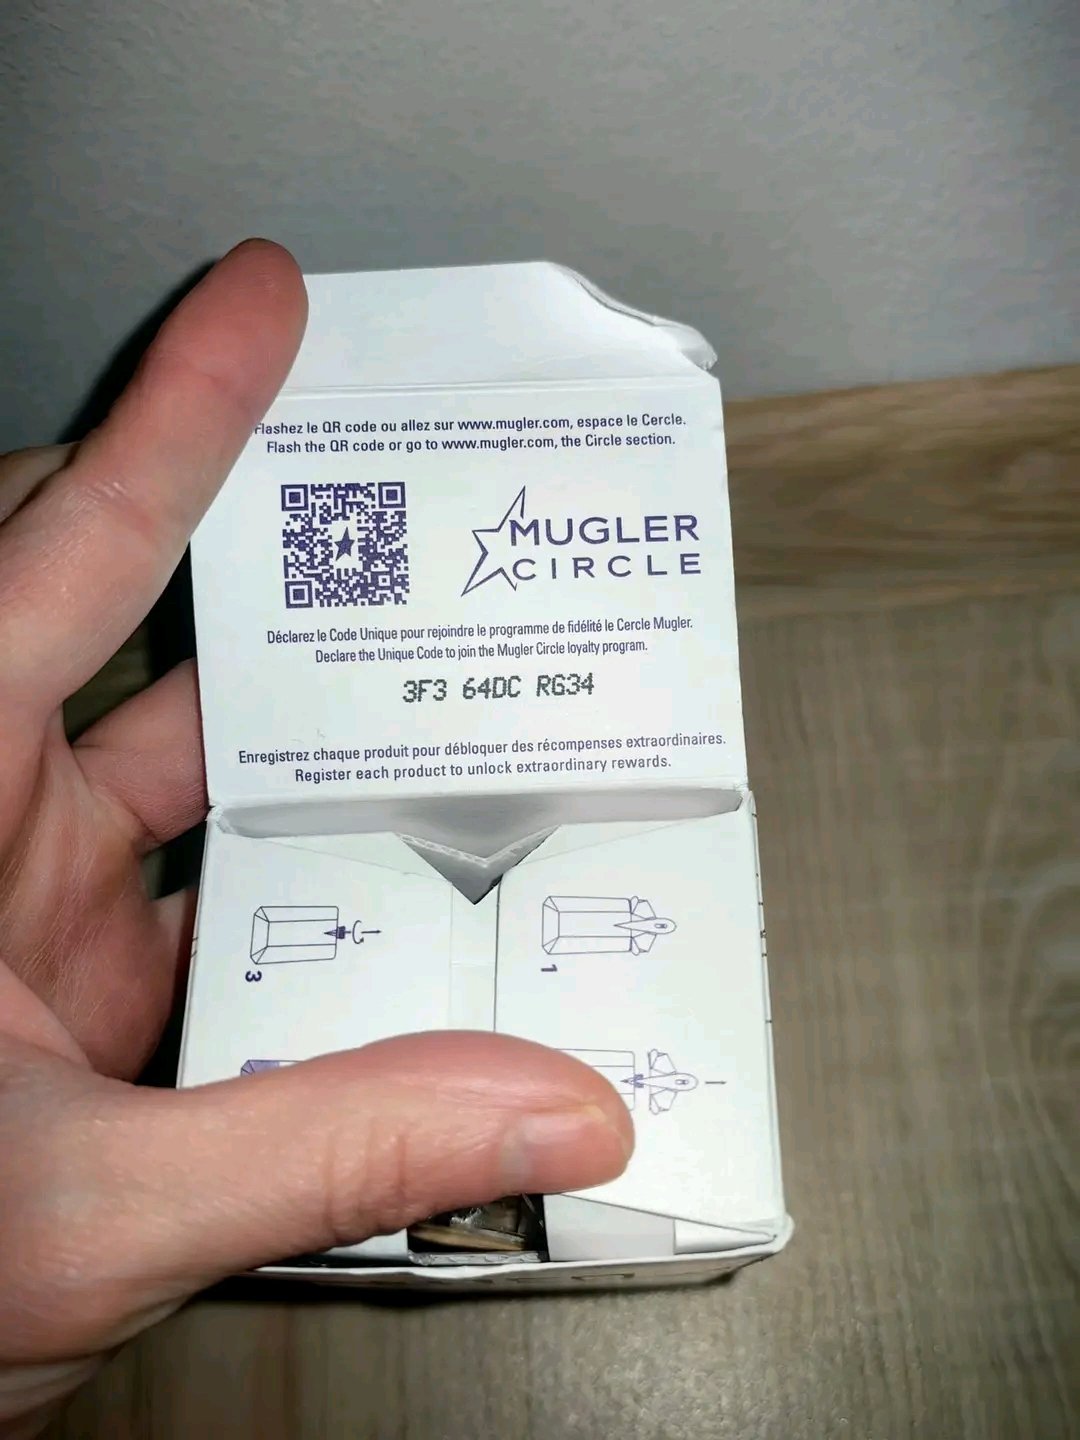 Flashez le QR code ou allez sur www.mugler.com, espace le Cercle.
Flash the QR code or go to www.mugler.com, the Circle section.
MUGLER
CIRCLE
Déclarez le Code Unique pour rejoindre le programme de fidélité le Cercle Mugler.
Declare the Unique Code to join the Mugler Circle loyalty program.
3F3 64DC RG34
Enregistrez chaque produit pour débloquer des récompenses extraordinaires.
Register each product to unlock extraordinary rewards.
3
1